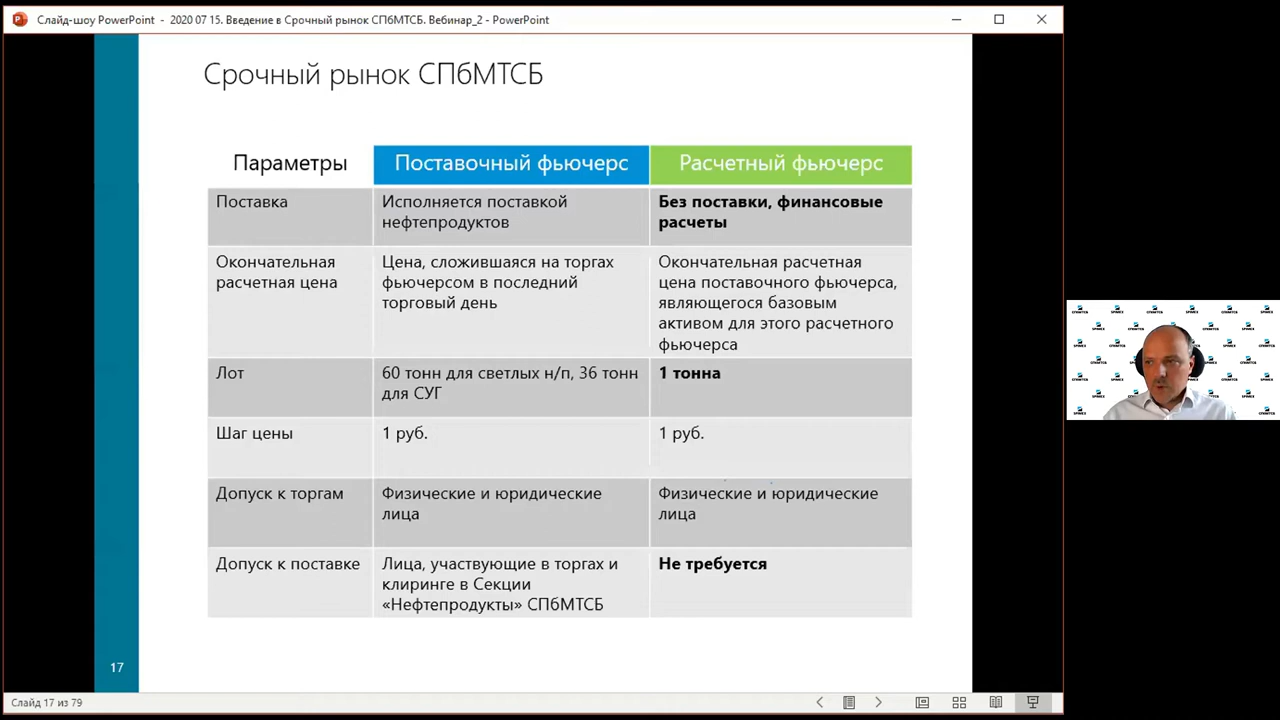 Слайд-шоу PowerPoint - 2020 07 15. Введение в Срочный рынок СПбМТСБ. Вебинар_2 - PowerPoint
Срочный рынок СПбМТСБ
Параметры
Поставочный фьючерс
Расчетный фьючерс
Поставка
Исполняется поставкой
нефтепродуктов
Без поставки, финансовые
расчеты
Окончательная
расчетная цена
Цена, сложившаяся на торгах
фьючерсом в последний
торговый день
Окончательная расчетная
цена поставочного фьючерса,
являющегося базовым
активом для этого расчетного
фьючерса
Лот
60 тонн для светлых н/п, 36 тонн
для СУГ
1 тонна
Шаг цены
1 руб.
1 руб.
Допуск к торгам
Физические и юридические
лица
Физические и юридические
лица
Допуск к поставке
Лица, участвующие в торгах и
клиринге в Секции
«Нефтепродукты» СПбМТСБ
Не требуется
17
Слайд 17 из 79